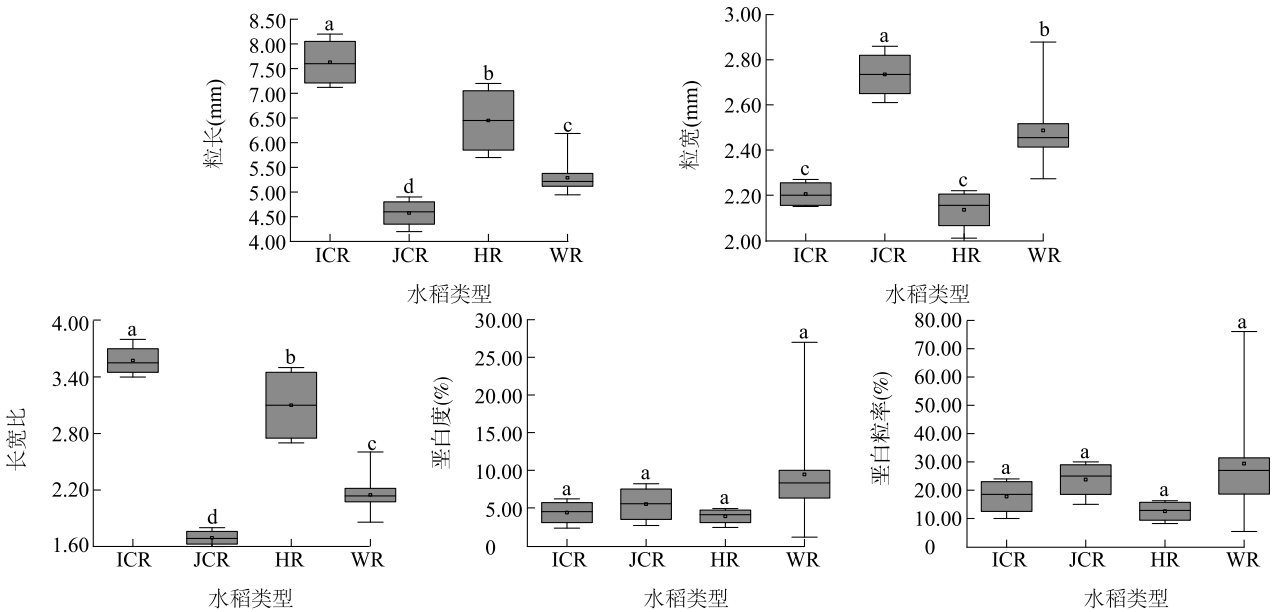 粒长(mm)
8.50
8.00
7.50
7.00
6.50
6.00
5.50
5.00
4.50
4.00
a
d
b
c
ICR JCR HR WR
水稻类型
粒宽(mm)
3.00
2.80
2.60
2.40
2.20
2.00
c
a
c
b
ICR JCR HR WR
水稻类型
长宽比
4.00
3.40
2.80
2.20
1.60
a
d
b
c
ICR JCR HR WR
水稻类型
垩白度(%)
30.00
25.00
20.00
15.00
10.00
5.00
0
a
a
a
a
ICR JCR HR WR
水稻类型
垩白粒率(%)
80.00
70.00
60.00
50.00
40.00
30.00
20.00
10.00
0
a
a
a
a
ICR JCR HR WR
水稻类型